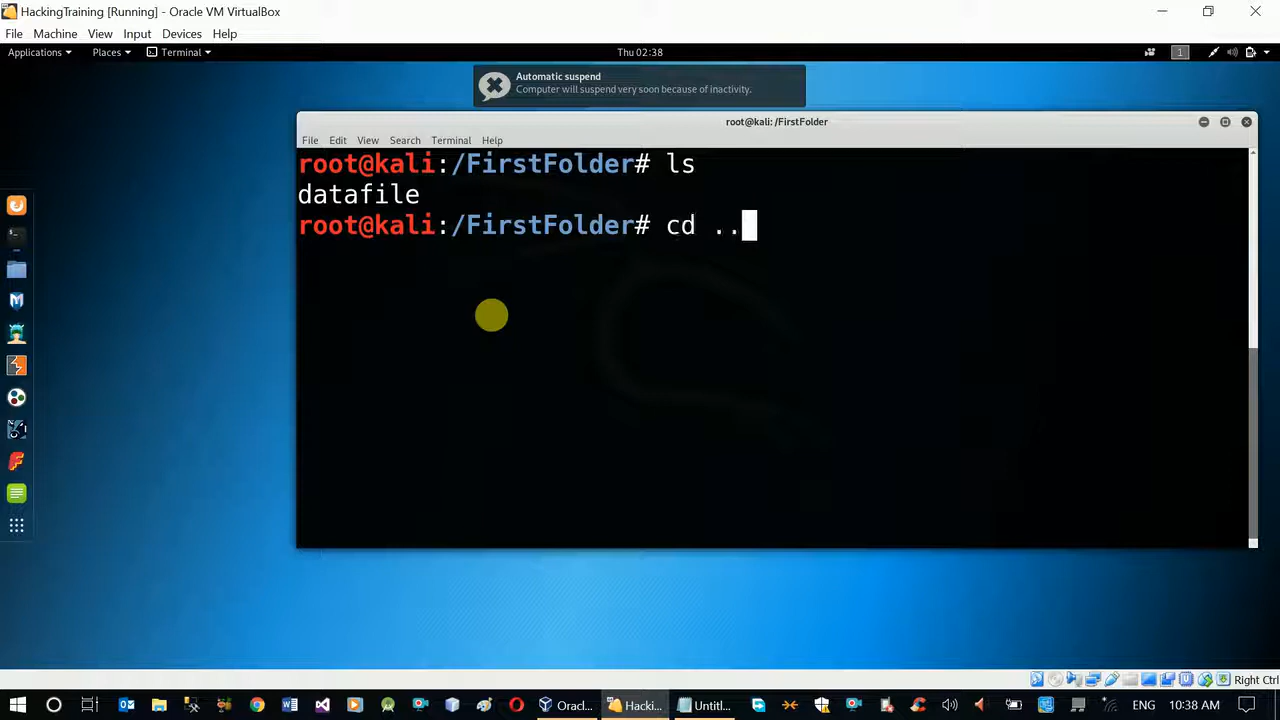 HackingTraining [Running] - Oracle VM VirtualBox
File Machine View Input Devices Help
Applications Places Terminal Thu 02:38 1
Automatic suspend
Computer will suspend very soon because of inactivity.
root@kali: /FirstFolder
File Edit View Search Terminal Help
root@kali:/FirstFolder# ls
datafile
root@kali:/FirstFolder# cd ..
Right Ctrl
Oracl... Hacki... Untitl... ENG 10:38 AM